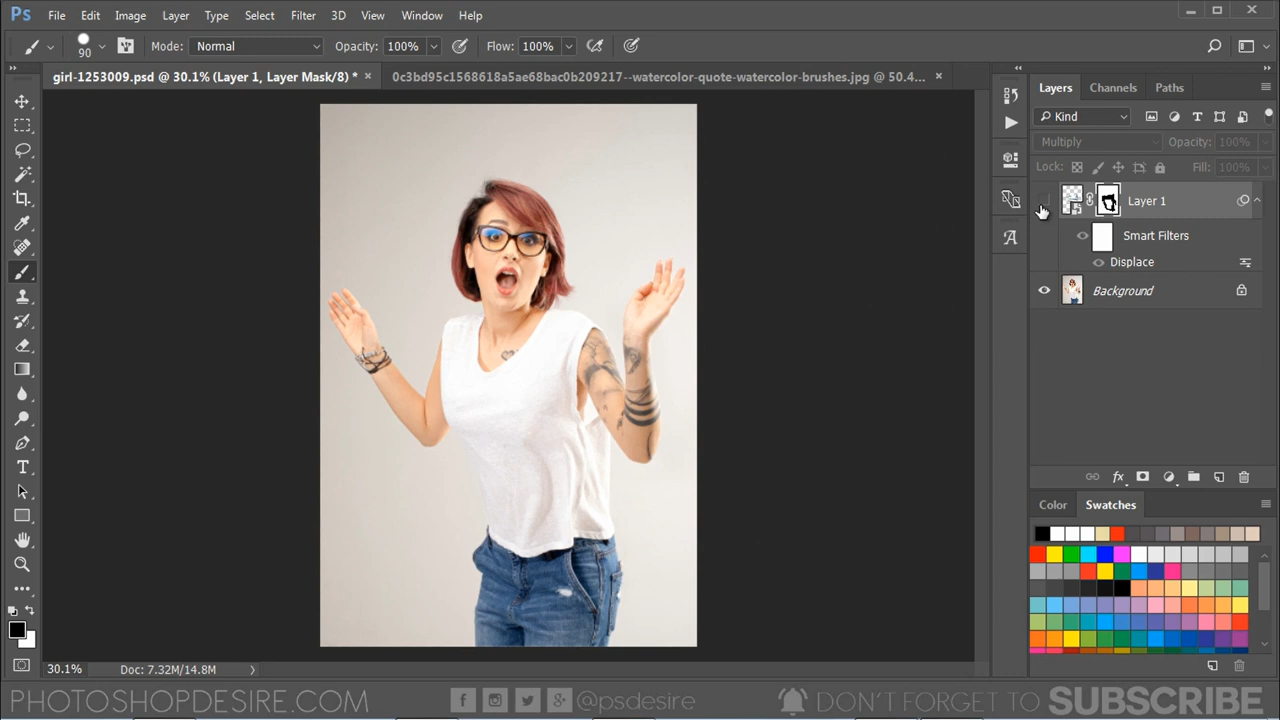 Ps File Edit Image Layer Type Select Filter 3D View Window Help
90 Mode: Normal Opacity: 100% Flow: 100%
girl-1253009.psd @ 30.1% (Layer 1, Layer Mask/8) * × 0c3bd95c1568618a5ae68bac0b209217--watercolor-quote-watercolor-brushes.jpg @ 50.4... ×
Layers Channels Paths
Kind
Multiply Opacity: 100%
Lock: Fill: 100%
Layer 1
Smart Filters
Displace
Background
fx
Color Swatches
30.1% Doc: 7.32M/14.8M
PHOTOSHOPDESIRE.COM @psdesire DON'T FORGET TO SUBSCRIBE